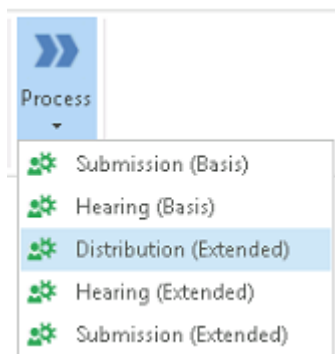 Process
Submission (Basis)
Hearing (Basis)
Distribution (Extended)
Hearing (Extended)
Submission (Extended)